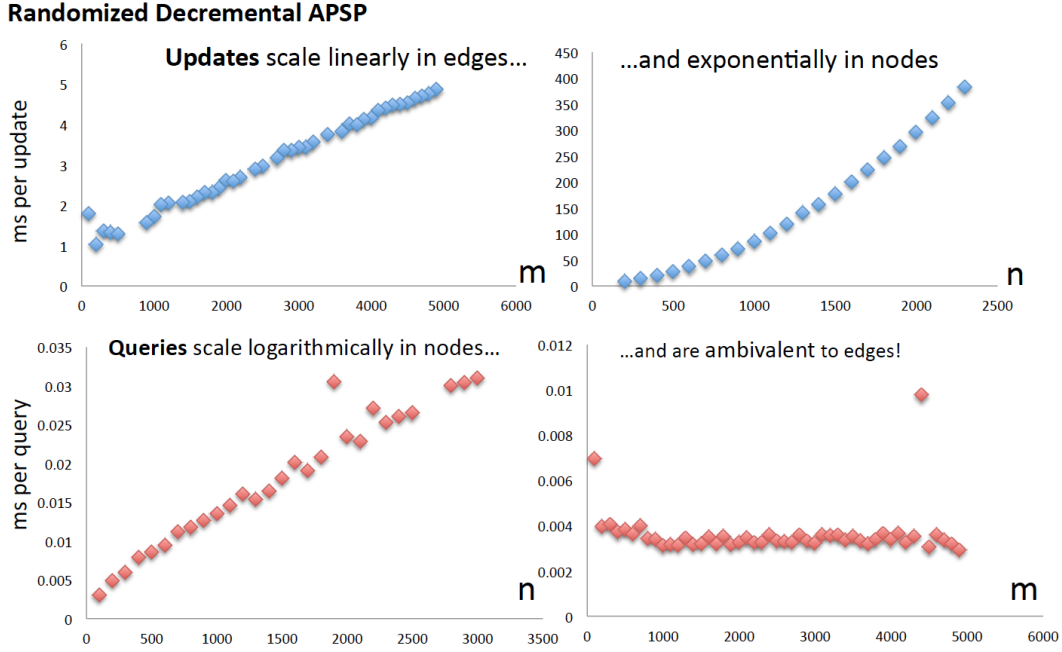 Randomized Decremental APSP
Updates scale linearly in edges...
ms per update
6
5
4
3
2
1
0
0 1000 2000 3000 4000 5000 6000
m
...and exponentially in nodes
450
400
350
300
250
200
150
100
50
0
0 500 1000 1500 2000 2500
n
Queries scale logarithmically in nodes...
ms per query
0.035
0.03
0.025
0.02
0.015
0.01
0.005
0
0 500 1000 1500 2000 2500 3000 3500
n
...and are ambivalent to edges!
0.012
0.01
0.008
0.006
0.004
0.002
0
0 1000 2000 3000 4000 5000 6000
m